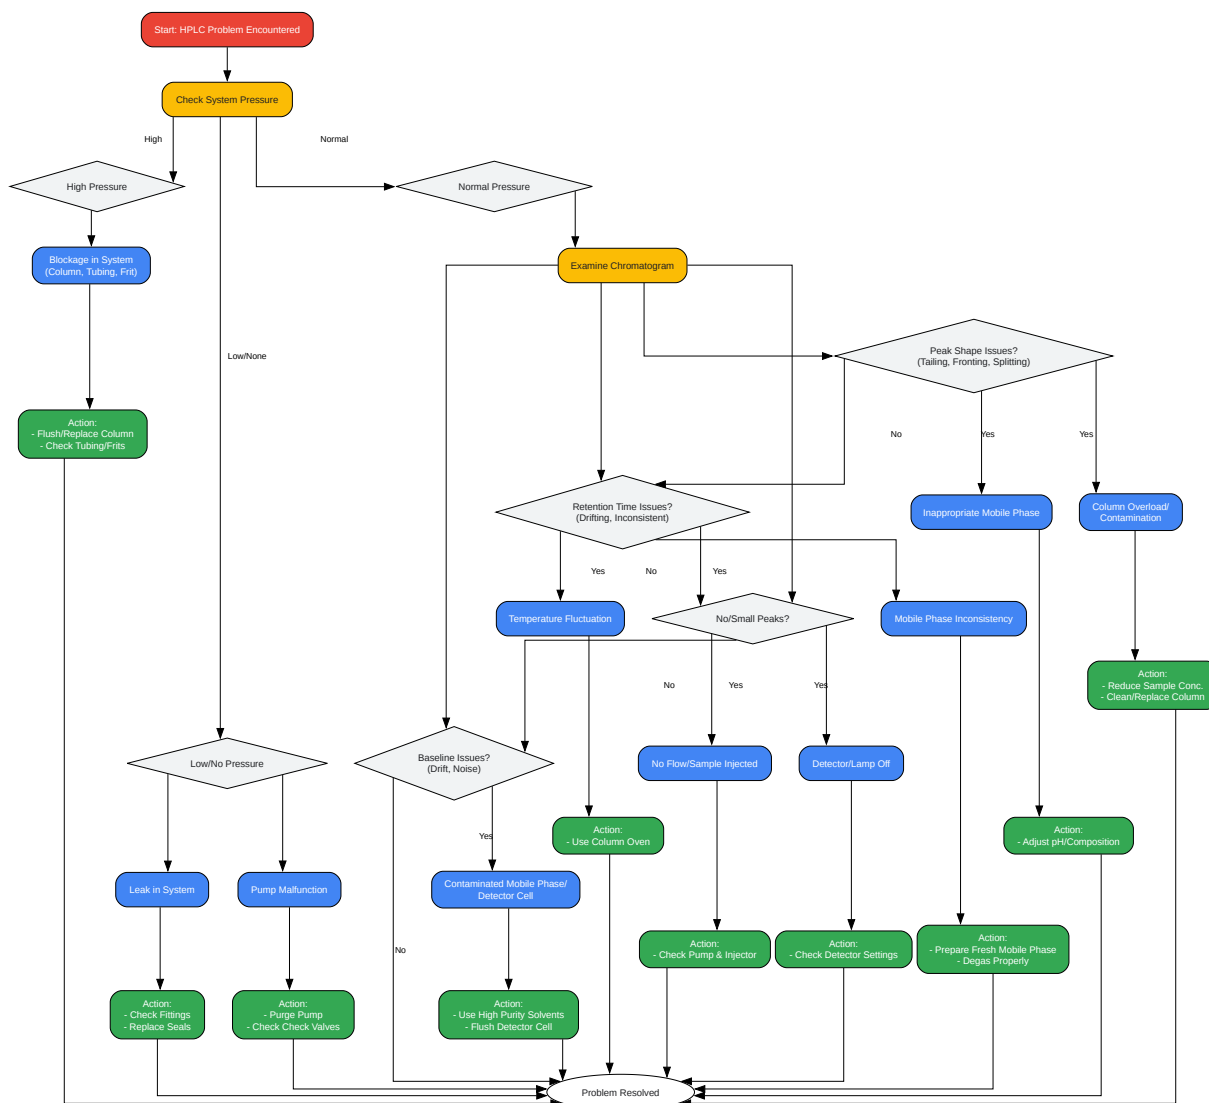 Start: HPLC Problem Encountered
Check System Pressure
High
Normal
High Pressure
Normal Pressure
Blockage in System
(Column, Tubing, Frit)
Examine Chromatogram
Low/None
Peak Shape Issues?
(Tailing, Fronting, Splitting)
Action:
- Flush/Replace Column
- Check Tubing/Frits
No
Yes
Yes
Retention Time Issues?
(Drifting, Inconsistent)
Inappropriate Mobile Phase
Column Overload/
Contamination
Yes
No
Yes
Temperature Fluctuation
No/Small Peaks?
Mobile Phase Inconsistency
No
Yes
Yes
Action:
- Reduce Sample Conc.
- Clean/Replace Column
Low/No Pressure
Baseline Issues?
(Drift, Noise)
No Flow/Sample Injected
Detector/Lamp Off
Yes
Action:
- Use Column Oven
Action:
- Adjust pH/Composition
Leak in System
Pump Malfunction
Contaminated Mobile Phase/
Detector Cell
No
Action:
- Check Pump & Injector
Action:
- Check Detector Settings
Action:
- Prepare Fresh Mobile Phase
- Degas Properly
Action:
- Check Fittings
- Replace Seals
Action:
- Purge Pump
- Check Check Valves
Action:
- Use High Purity Solvents
- Flush Detector Cell
Problem Resolved